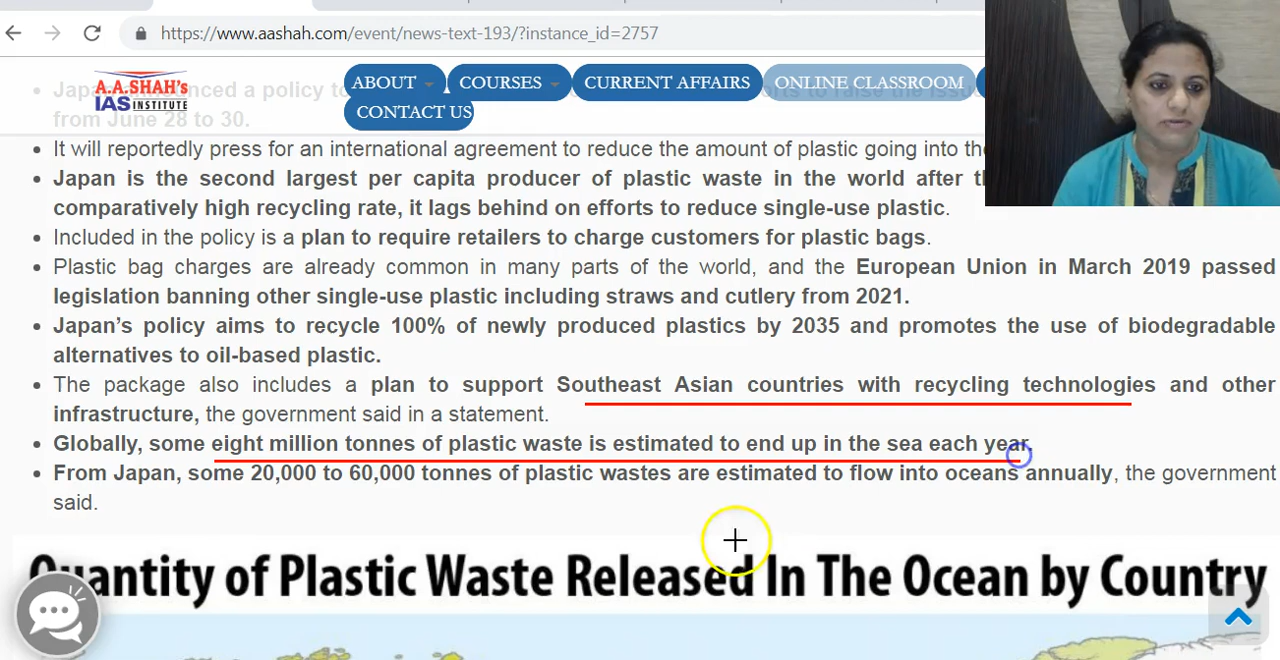 https://www.aashah.com/event/news-text-193/?instance_id=2757
A.A.SHAH'S
IAS INSTITUTE
ABOUT
COURSES
CURRENT AFFAIRS
ONLINE CLASSROOM
CONTACT US
from June 28 to 30.
It will reportedly press for an international agreement to reduce the amount of plastic going into the
Japan is the second largest per capita producer of plastic waste in the world after
comparatively high recycling rate, it lags behind on efforts to reduce single-use plastic.
Included in the policy is a plan to require retailers to charge customers for plastic bags.
Plastic bag charges are already common in many parts of the world, and the European Union in March 2019 passed
legislation banning other single-use plastic including straws and cutlery from 2021.
Japan's policy aims to recycle 100% of newly produced plastics by 2035 and promotes the use of biodegradable
alternatives to oil-based plastic.
The package also includes a plan to support Southeast Asian countries with recycling technologies and other
infrastructure, the government said in a statement.
Globally, some eight million tonnes of plastic waste is estimated to end up in the sea each year.
From Japan, some 20,000 to 60,000 tonnes of plastic wastes are estimated to flow into oceans annually, the government
said.
Quantity of Plastic Waste Released In The Ocean by Country